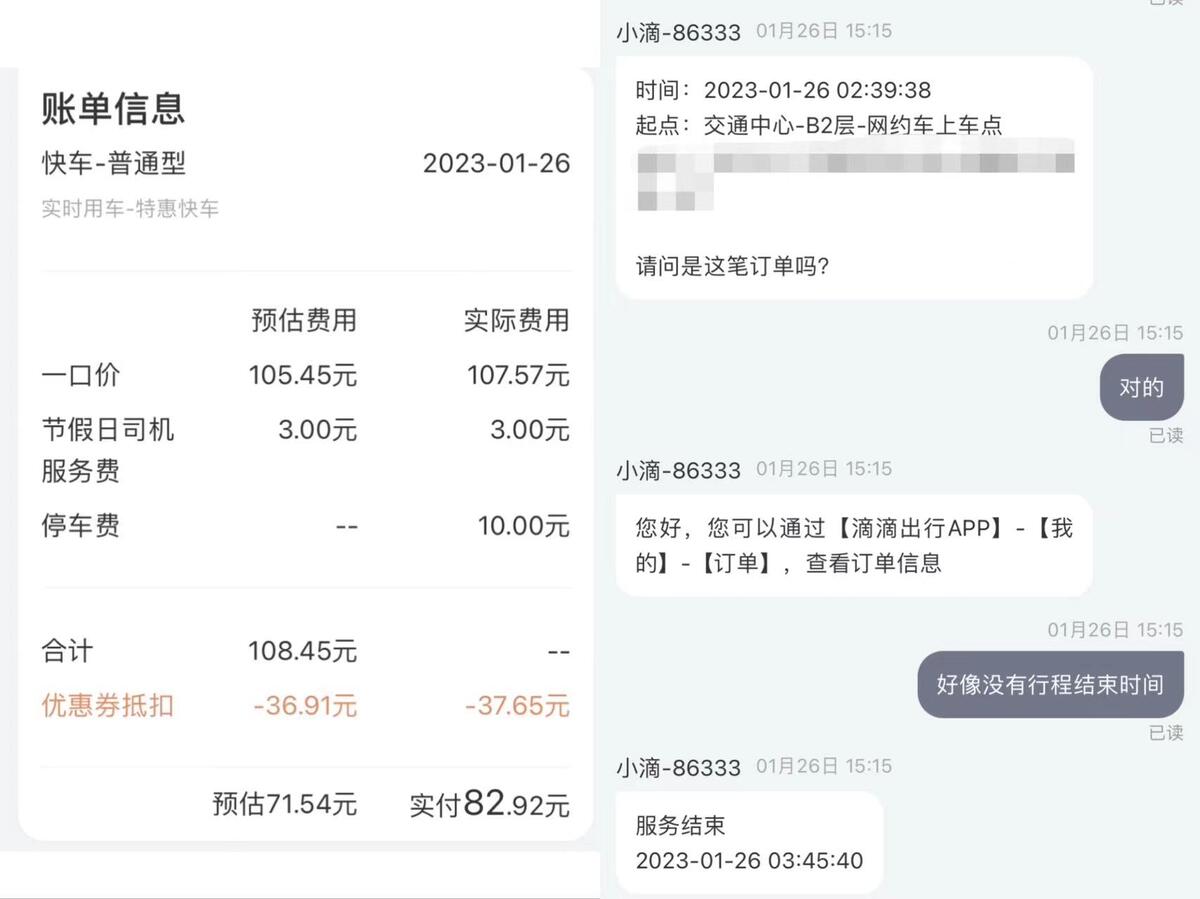 账单信息
快车-普通型 2023-01-26
实时用车-特惠快车
预估费用 实际费用
一口价 105.45元 107.57元
节假日司机 3.00元 3.00元
服务费
停车费 -- 10.00元
合计 108.45元 --
优惠券抵扣 -36.91元 -37.65元
预估71.54元 实付82.92元
小滴-86333 01月26日 15:15
时间：2023-01-26 02:39:38
起点：交通中心-B2层-网约车上车点
请问是这笔订单吗?
01月26日 15:15
对的
已读
小滴-86333 01月26日 15:15
您好，您可以通过【滴滴出行APP】-【我
的】-【订单】，查看订单信息
01月26日 15:15
好像没有行程结束时间
已读
小滴-86333 01月26日 15:15
服务结束
2023-01-26 03:45:40